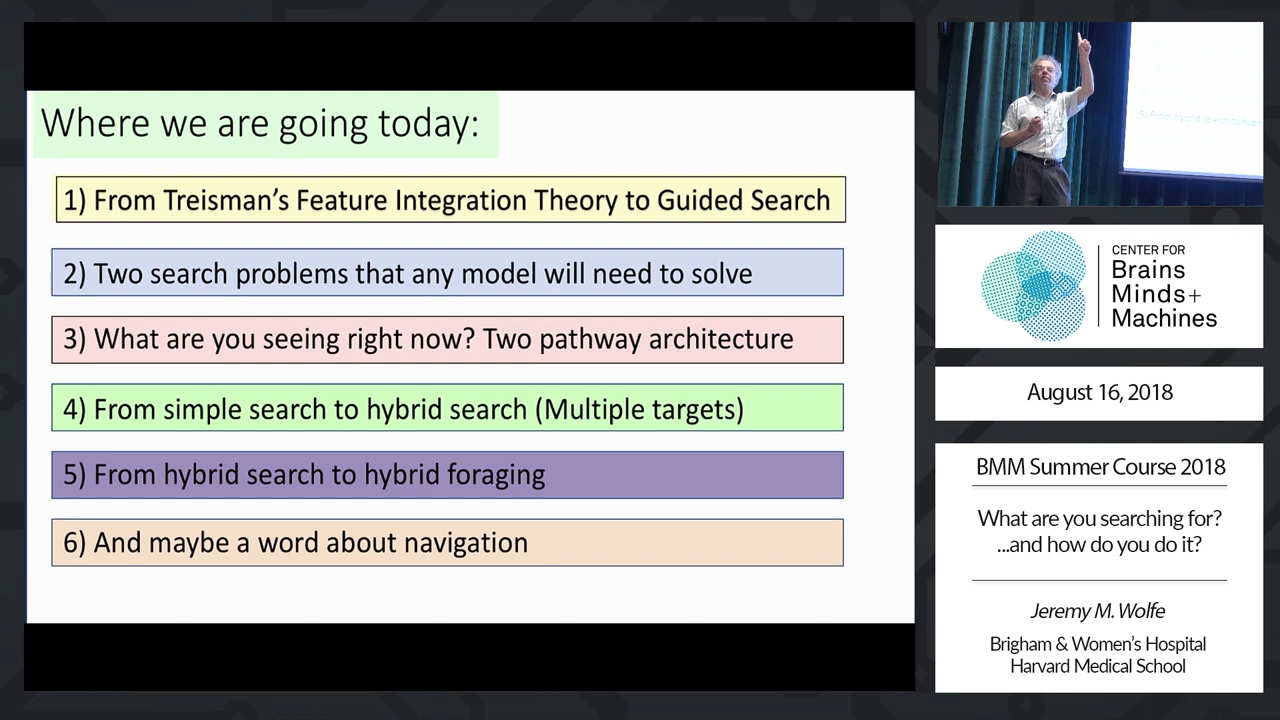 Where we are going today:
1) From Treisman’s Feature Integration Theory to Guided Search
2) Two search problems that any model will need to solve
3) What are you seeing right now? Two pathway architecture
4) From simple search to hybrid search (Multiple targets)
5) From hybrid search to hybrid foraging
6) And maybe a word about navigation
CENTER FOR
Brains
Minds+
Machines
August 16, 2018
BMM Summer Course 2018
What are you searching for?
...and how do you do it?
Jeremy M. Wolfe
Brigham & Women’s Hospital
Harvard Medical School